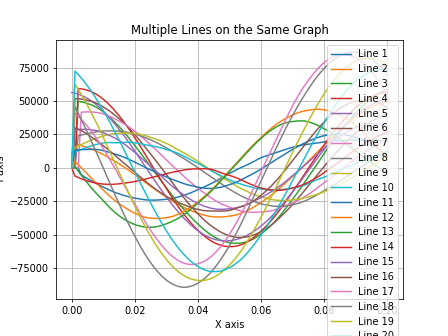 Multiple Lines on the Same Graph
75000
50000
25000
0
−25000
−50000
−75000
0.00
0.02
0.04
0.06
X axis
Line 1
Line 2
Line 3
Line 4
Line 5
Line 6
Line 7
Line 8
Line 9
Line 10
Line 11
Line 12
Line 13
Line 14
Line 15
Line 16
Line 17
Line 18
Line 19
Line 20